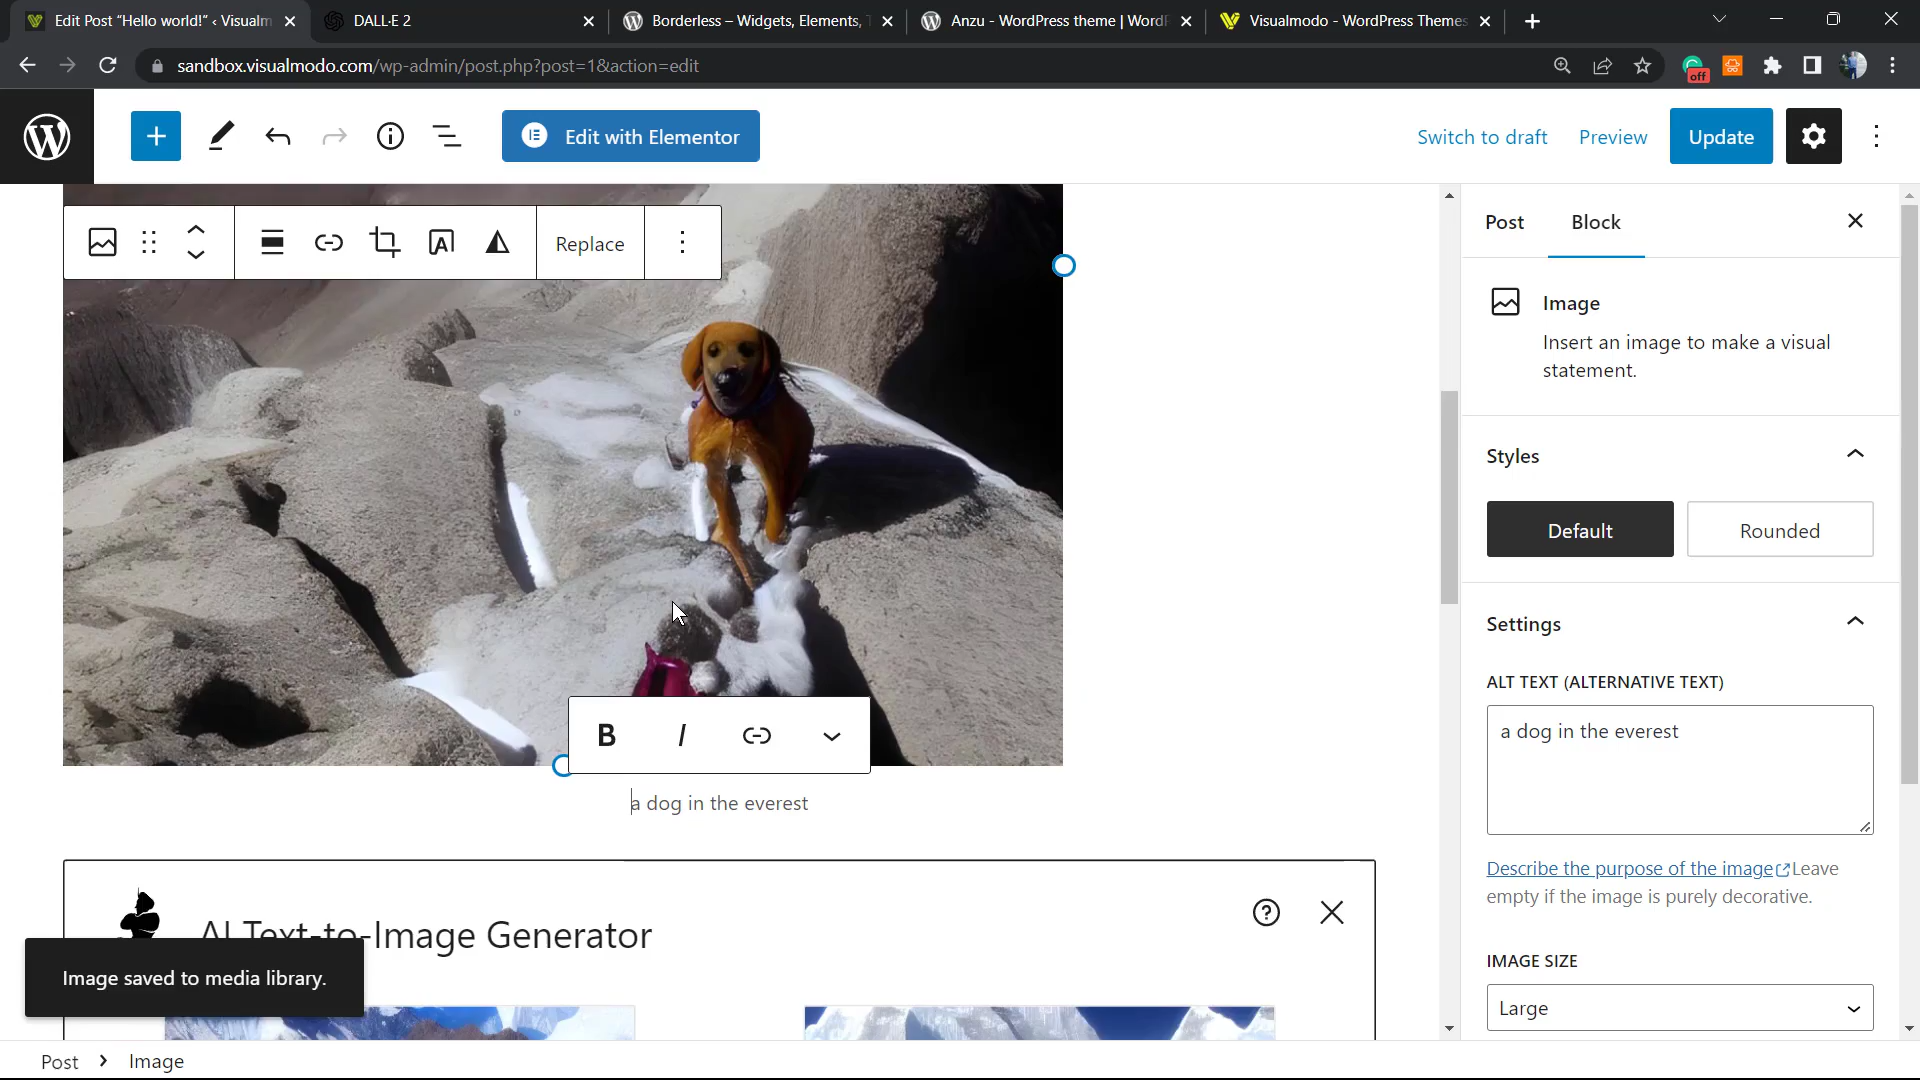 Edit Post “Hello world!” ‹ Visualm
DALL·E 2
Borderless – Widgets, Elements,
Anzu - WordPress theme | Word
Visualmodo - WordPress Themes
sandbox.visualmodo.com/wp-admin/post.php?post=1&action=edit
off
Edit with Elementor
Switch to draft
Preview
Update
Replace
Post
Block
Image
Insert an image to make a visual
statement.
Styles
Default
Rounded
Settings
ALT TEXT (ALTERNATIVE TEXT)
a dog in the everest
B I
a dog in the everest
Describe the purpose of the image Leave
empty if the image is purely decorative.
AI Text-to-Image Generator
IMAGE SIZE
Large
Image saved to media library.
Post
Image